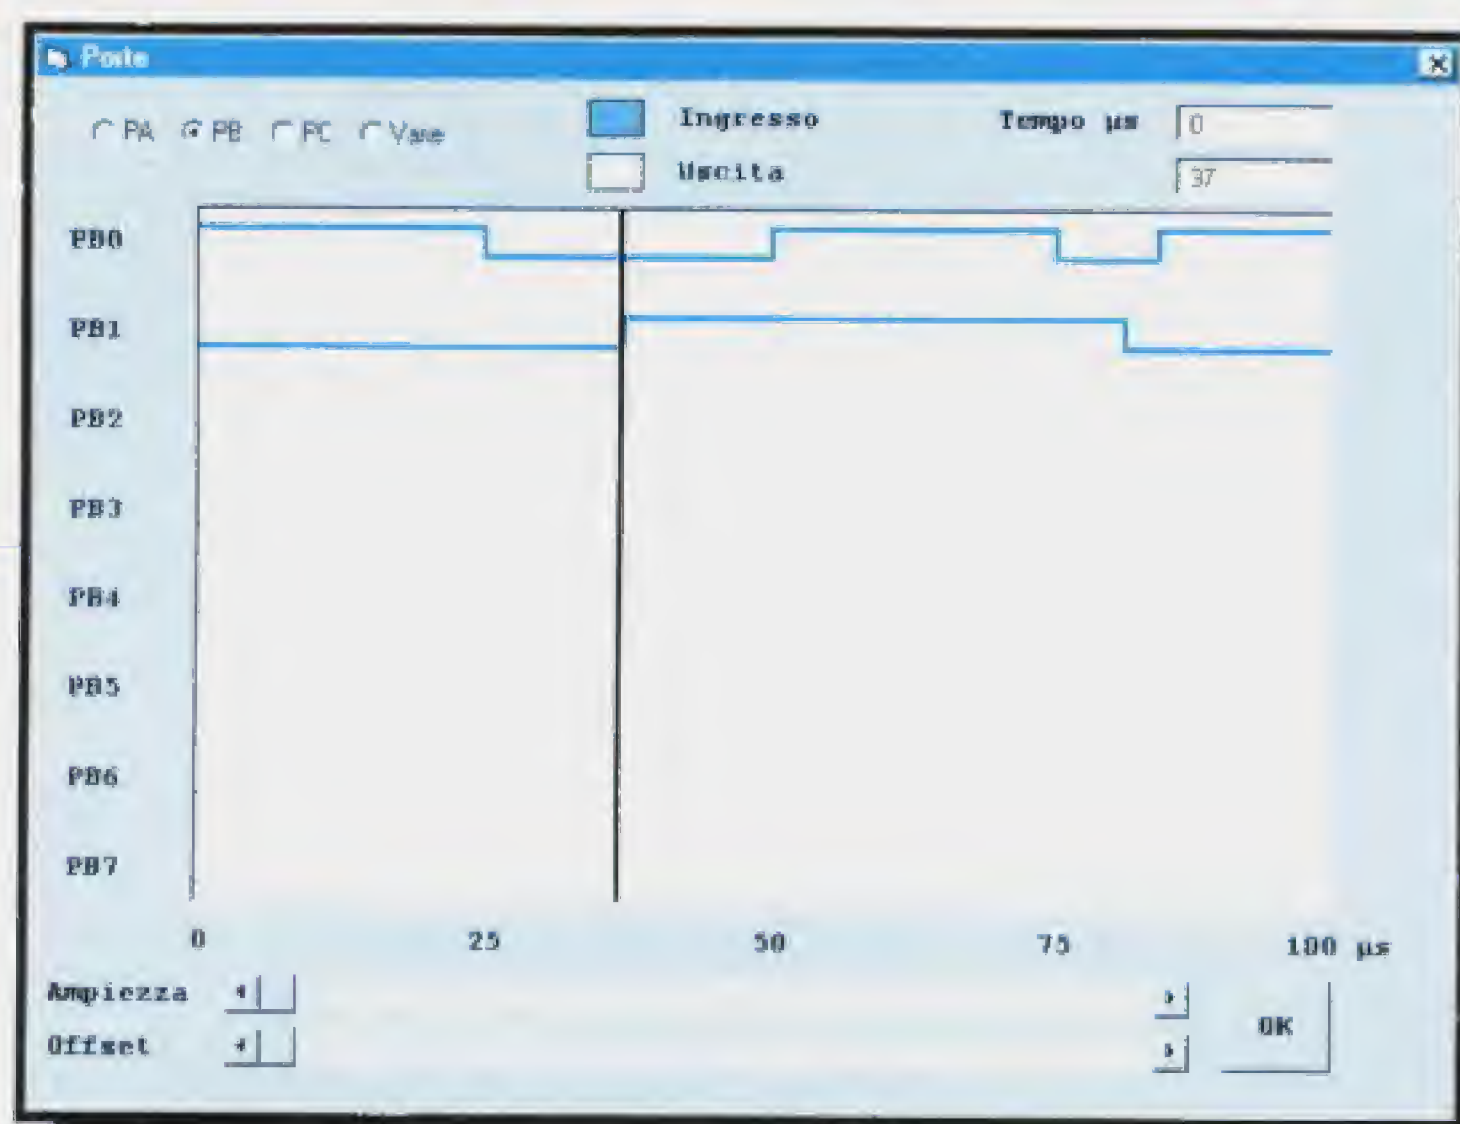 Porte
PA PB PC Varie
Ingresso
Uscita
Tempo µs
0
37
PB0
PB1
PB2
PB3
PB4
PB5
PB6
PB7
0 25 50 75 100 µs
Ampiezza
Offset
OK